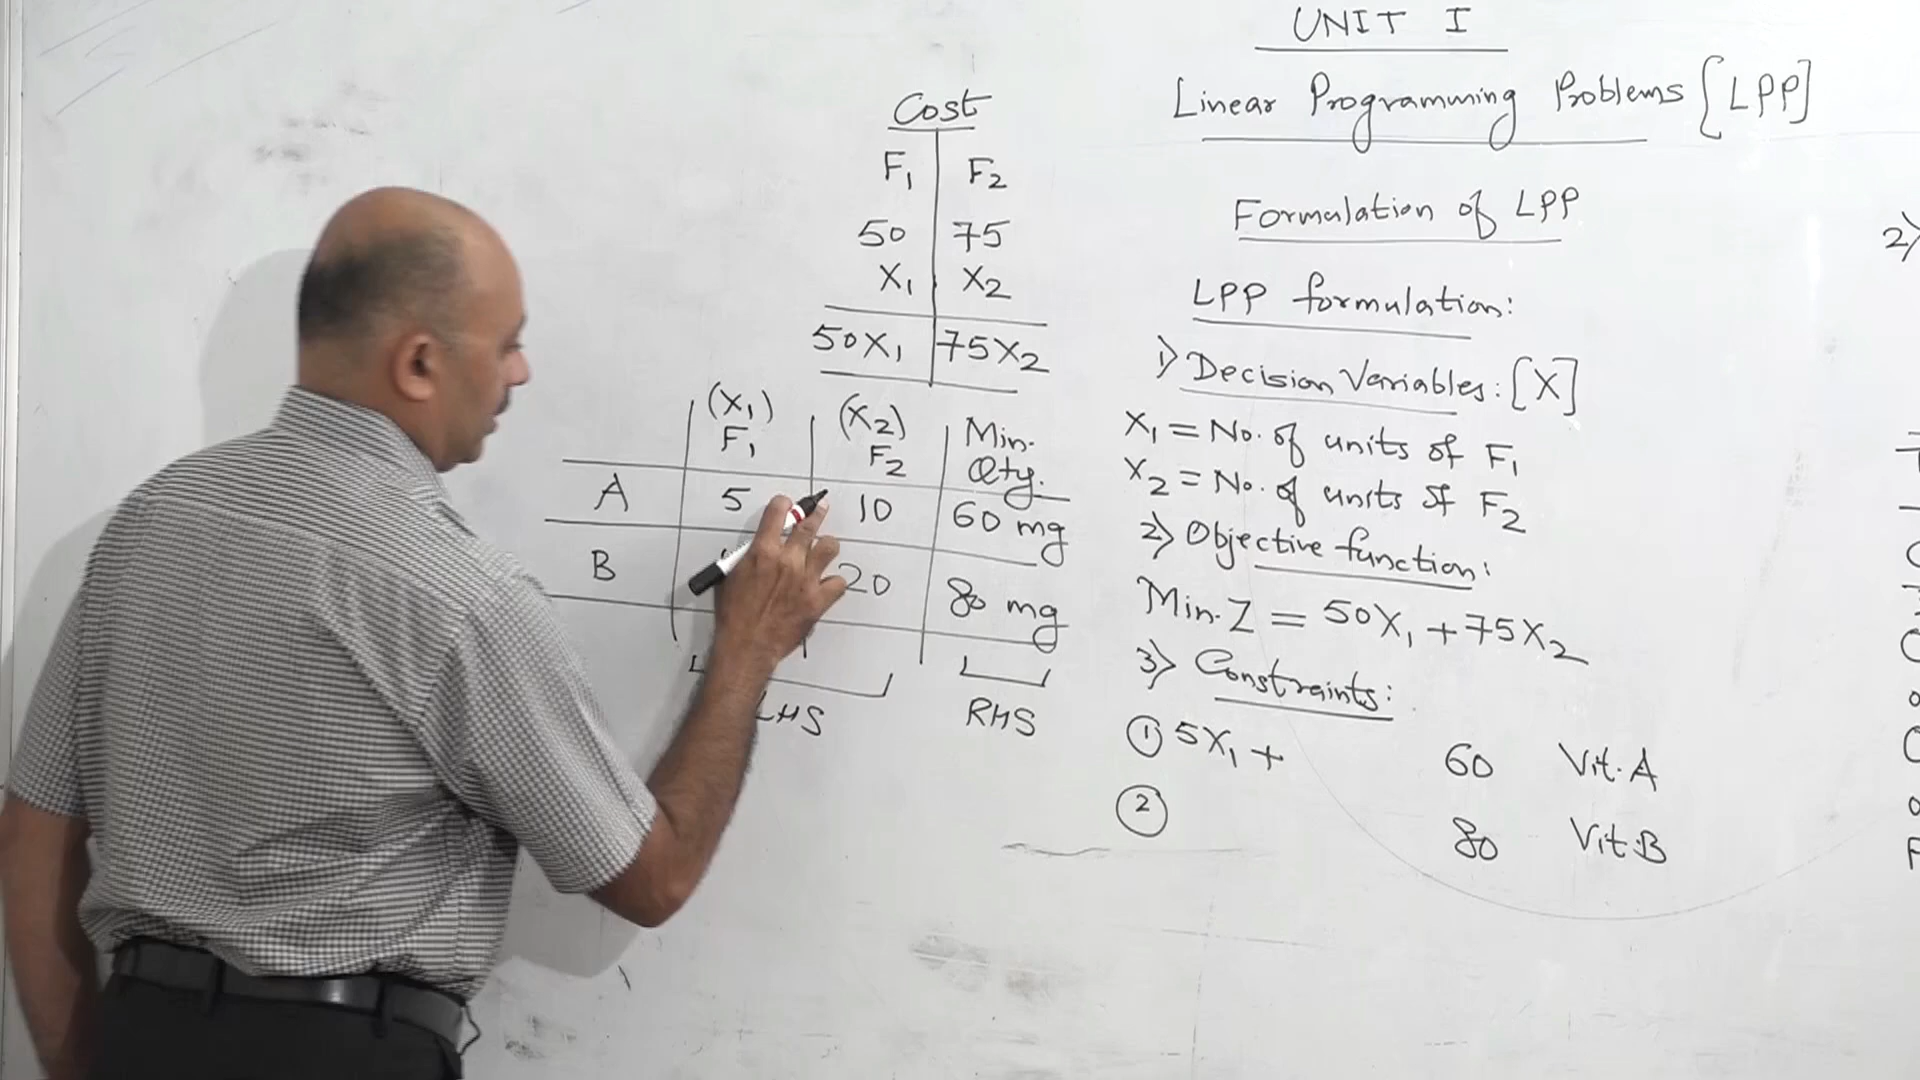 UNIT I
Linear Programming Problems [LPP]
Formulation of LPP
LPP formulation:
1) Decision Variables: [X]
X₁ = No. of units of F₁
X₂ = No. of units of F₂
2) Objective function:
Min. Z = 50X₁ + 75X₂
3) Constraints:
① 5X₁ + 60 Vit. A
② 80 Vit. B
Cost
F₁ F₂
50 75
X₁ X₂
50X₁ 75X₂
(X₁) (X₂) Min.
F₁ F₂ Qty.
A 5 10 60 mg
B 20 80 mg
LHS RHS
2)